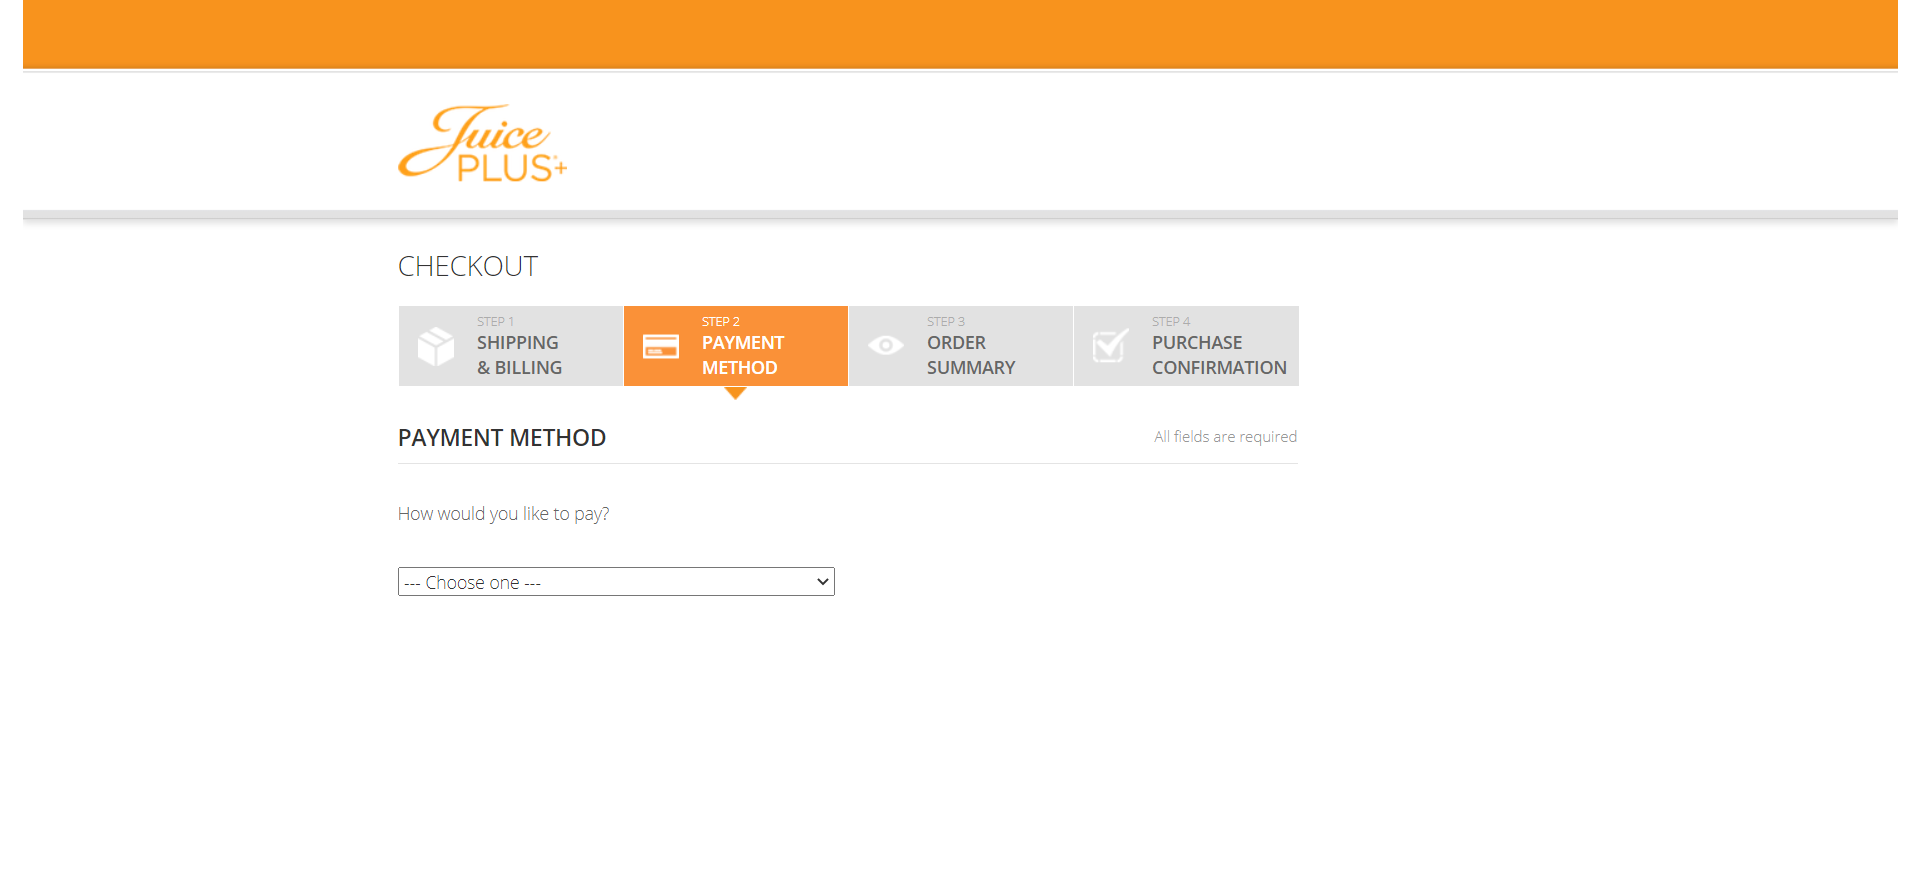 Juice
PLUS+
CHECKOUT
STEP 1
SHIPPING
& BILLING
STEP 2
PAYMENT
METHOD
STEP 3
ORDER
SUMMARY
STEP 4
PURCHASE
CONFIRMATION
PAYMENT METHOD
All fields are required
How would you like to pay?
--- Choose one ---